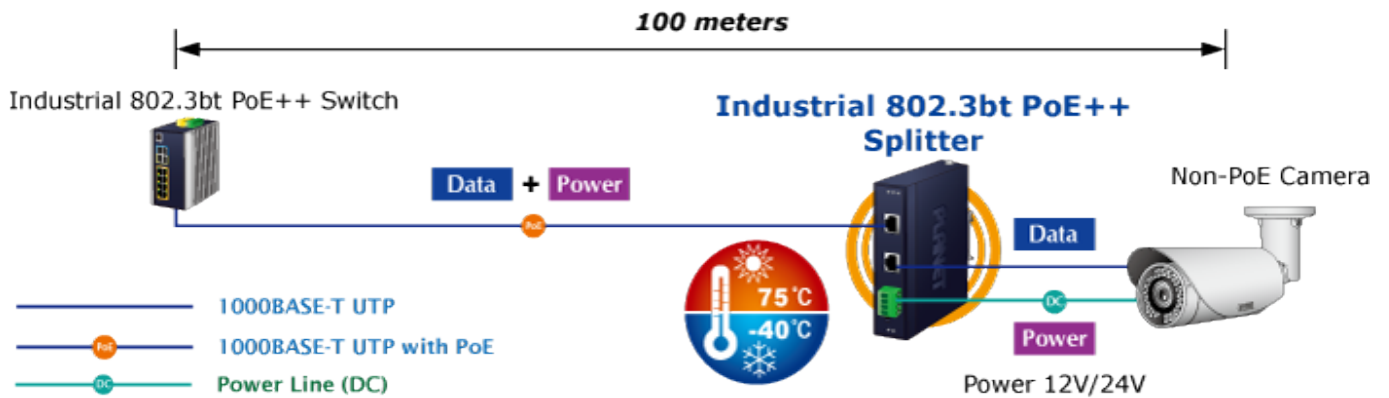 100 meters
Industrial 802.3bt PoE++ Switch
Industrial 802.3bt PoE++
Splitter
Non-PoE Camera
Data + Power
PoE
PLANET
Data
DC
Power
Power 12V/24V
75°C
-40°C
1000BASE-T UTP
PoE
1000BASE-T UTP with PoE
DC
Power Line (DC)